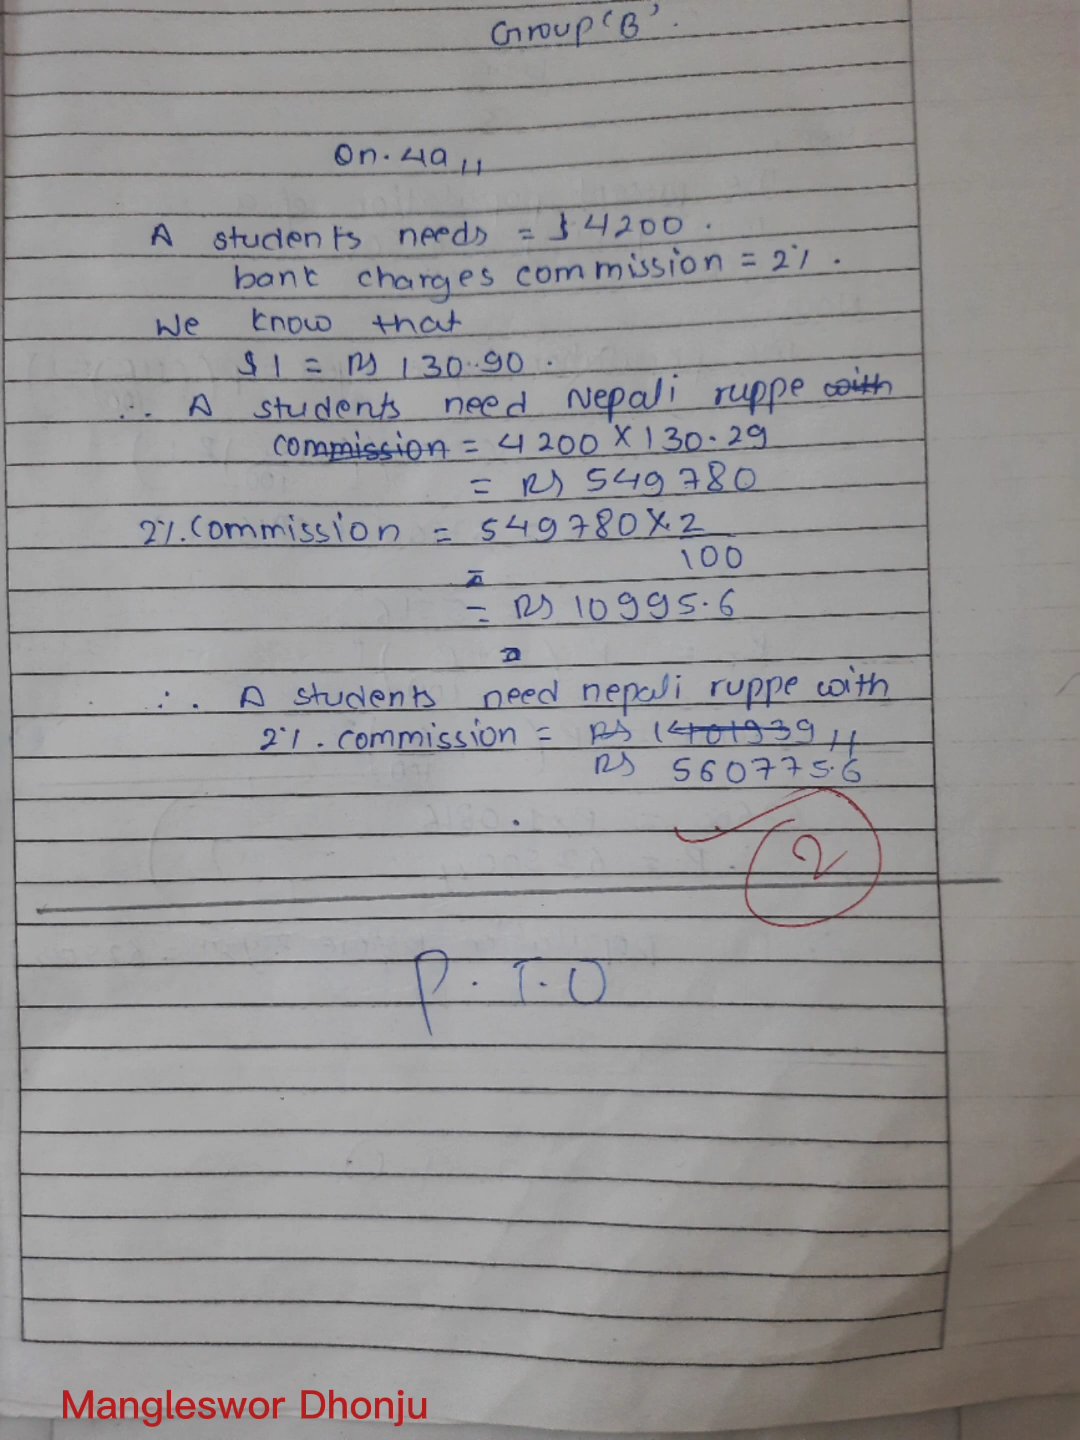 Group 'B'.
On. 4a,,
A students needs = $ 4200.
bank charges commission = 2%.
We know that
$ 1 = Rs 130.90.
∴ A students need Nepali ruppe with
commission = 4200 × 130.29
= Rs 549780
2% commission = 549780 × 2
100
=
= Rs 10995.6
∴ A students need nepali ruppe with
2% commission = Rs 1401939,,
Rs 560775.6
2
P.T.O
Mangleswor Dhonju